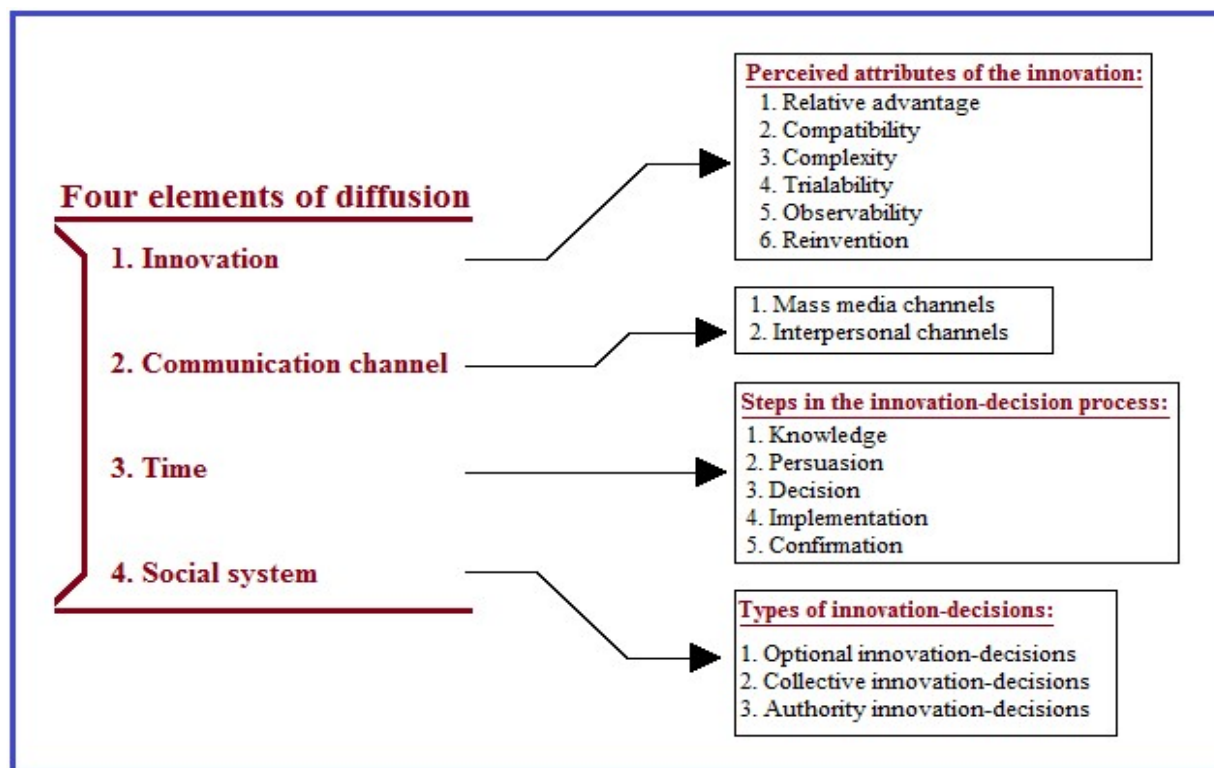 Four elements of diffusion
1. Innovation
2. Communication channel
3. Time
4. Social system
Perceived attributes of the innovation:
1. Relative advantage
2. Compatibility
3. Complexity
4. Trialability
5. Observability
6. Reinvention
1. Mass media channels
2. Interpersonal channels
Steps in the innovation-decision process:
1. Knowledge
2. Persuasion
3. Decision
4. Implementation
5. Confirmation
Types of innovation-decisions:
1. Optional innovation-decisions
2. Collective innovation-decisions
3. Authority innovation-decisions